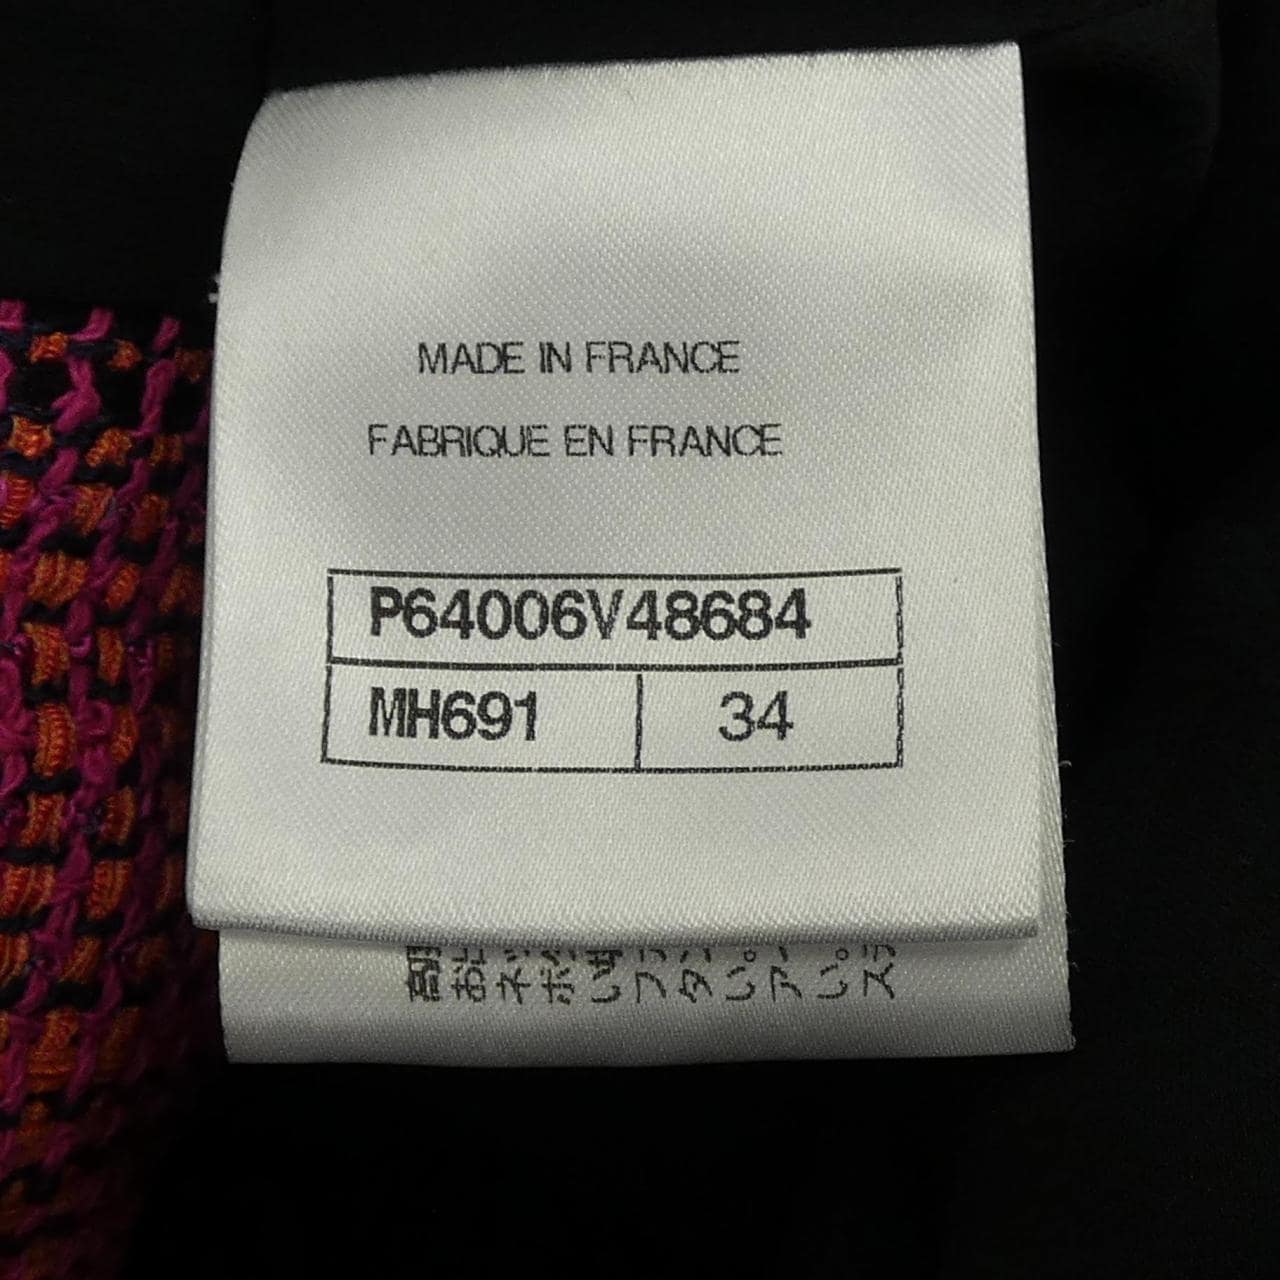 MADE IN FRANCE
FABRIQUE EN FRANCE
P64006V48684
MH691 34